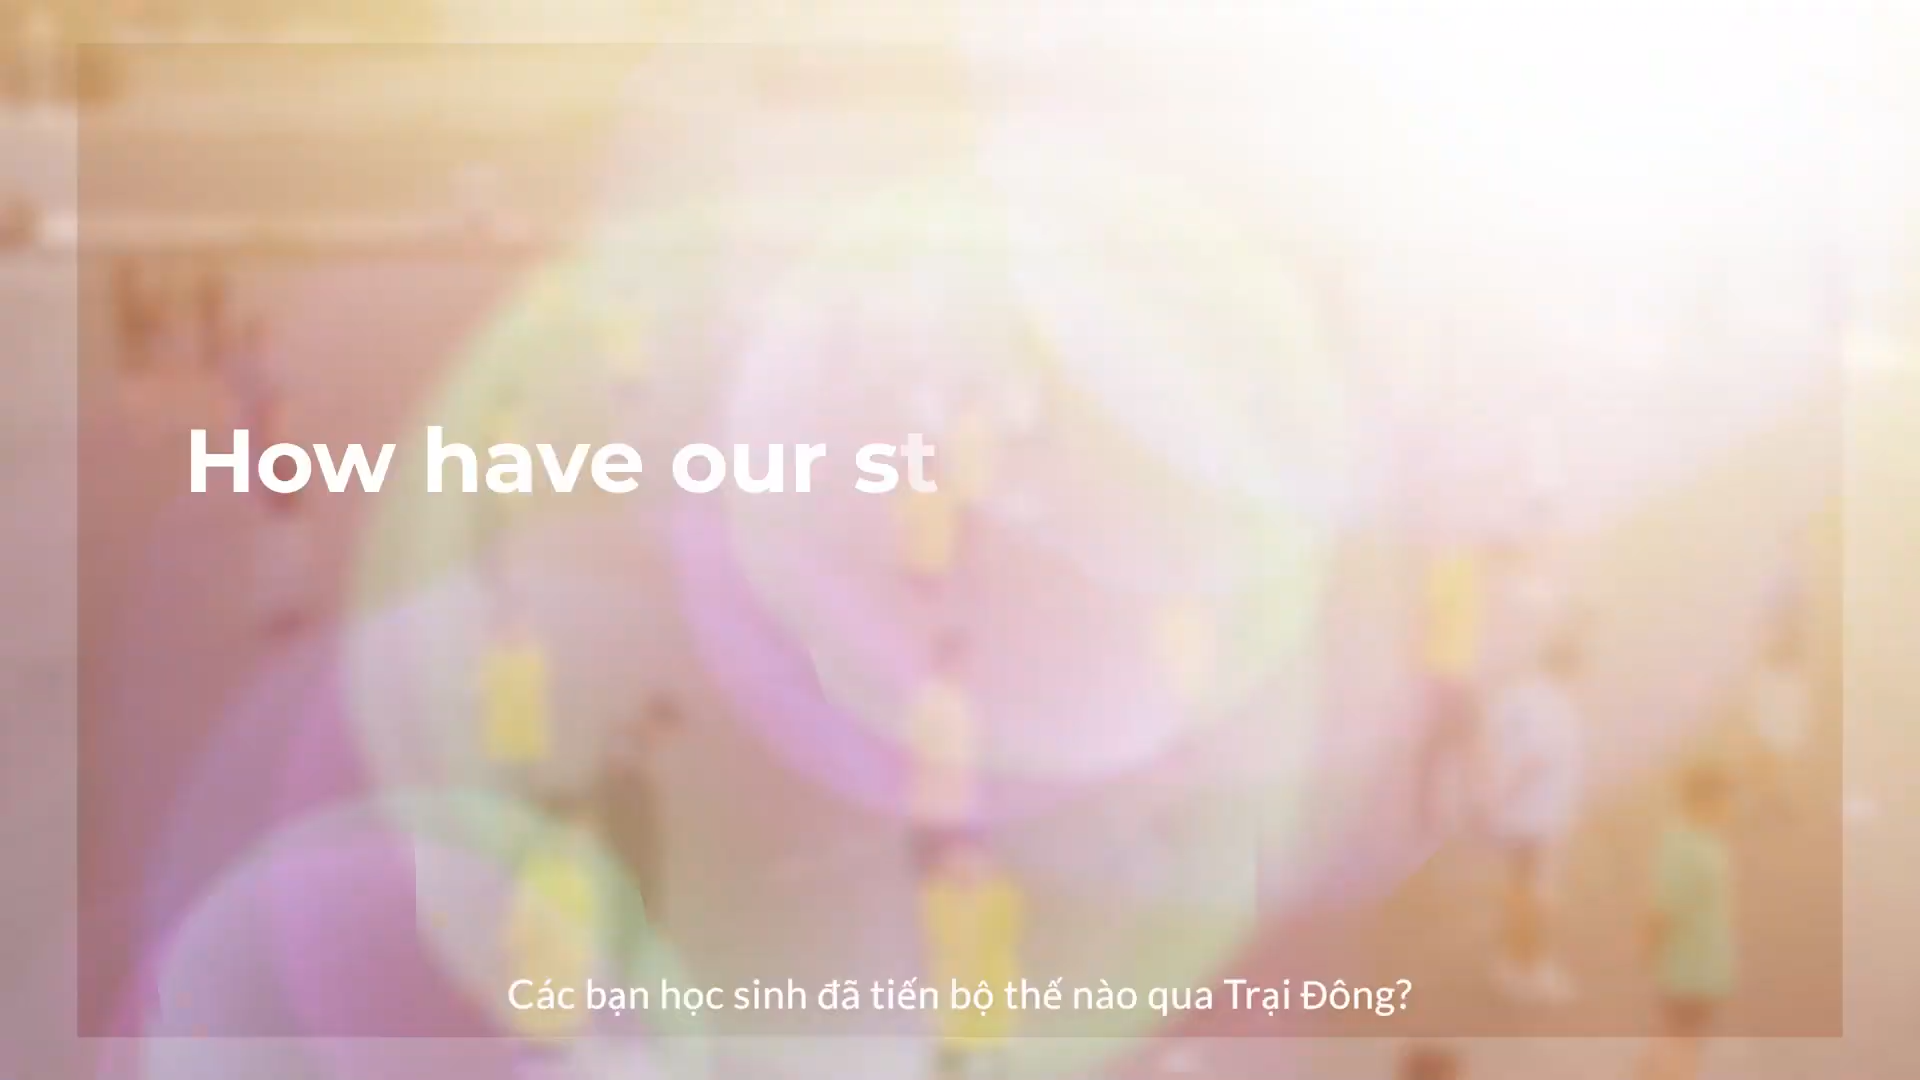 How have our st
Các bạn học sinh đã tiến bộ thế nào qua Trại Đông?